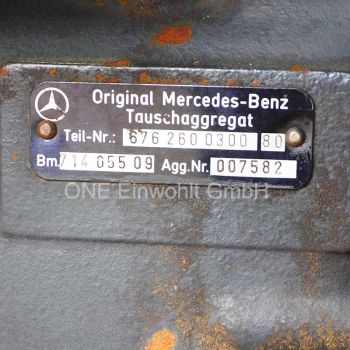 Original Mercedes-Benz
Tauschaggregat
Teil-Nr.: 676 260 0300 80
Bm. 714 055 09 Agg.Nr. 007582
ONE Einwohlt GmbH